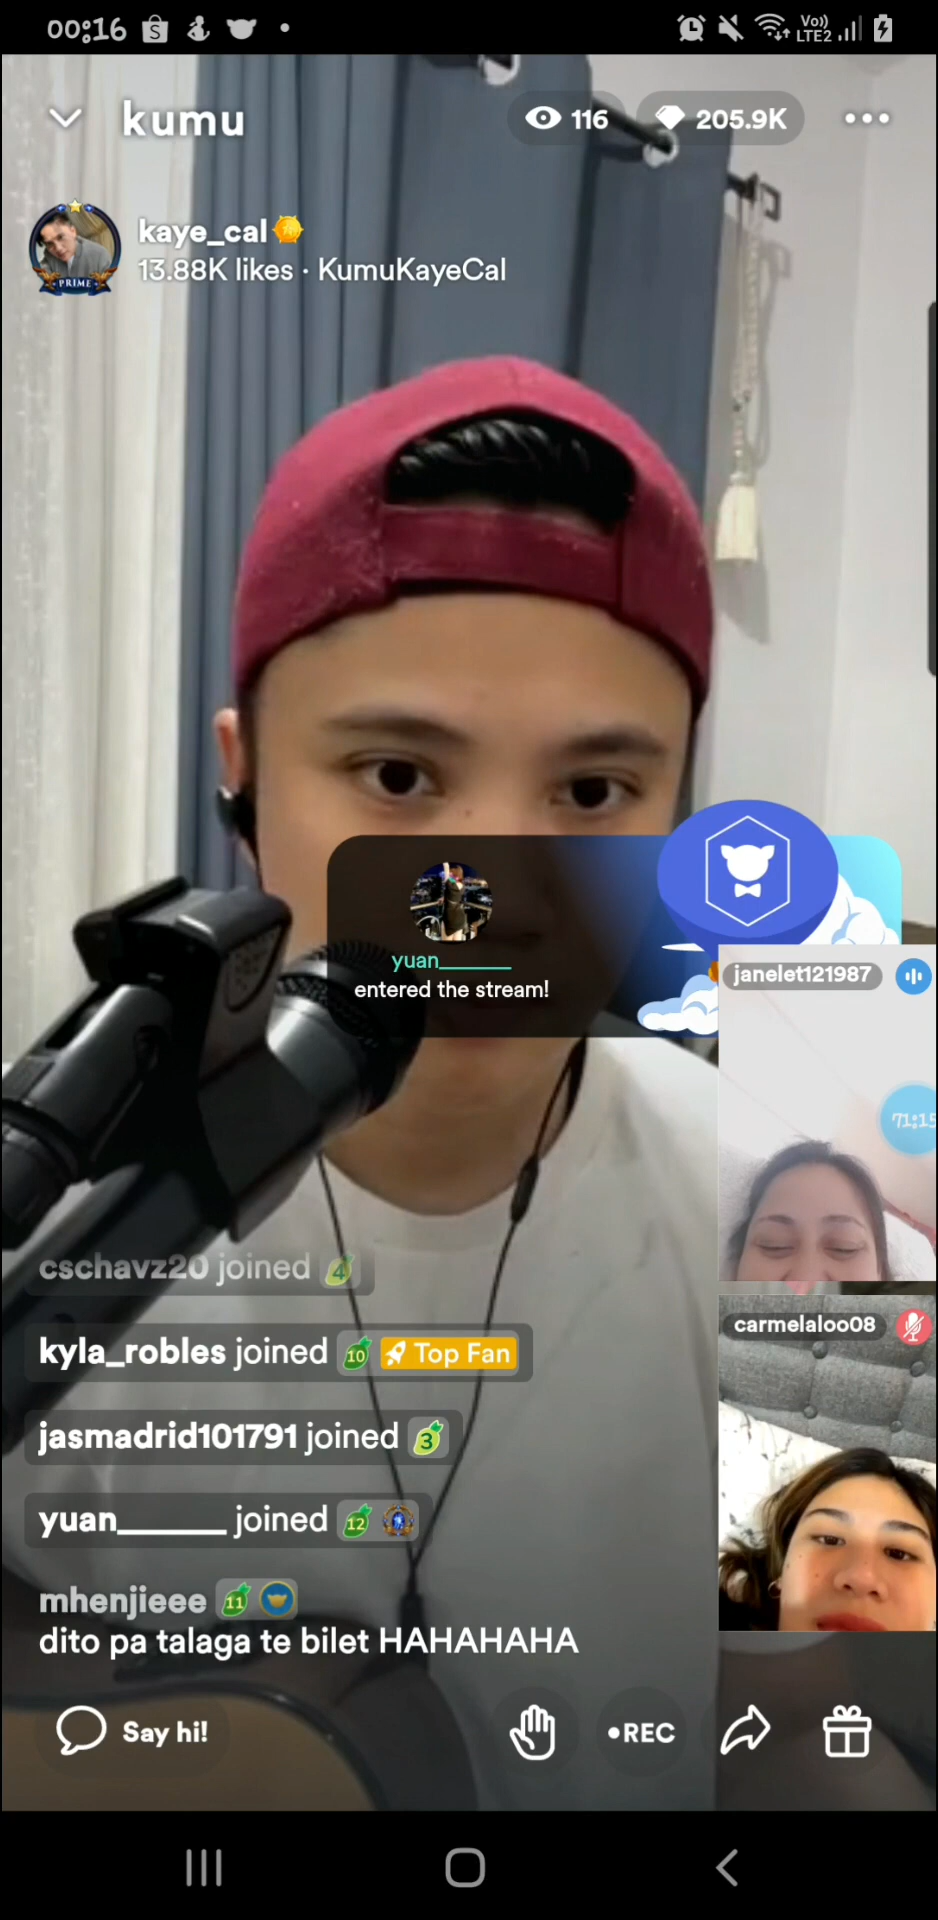 00:16
Vo))
LTE2
kumu
116
205.9K
kaye_cal
13.88K likes · KumuKayeCal
PRIME
yuan______
entered the stream!
janelet121987
71:15
cschavz20 joined 4
kyla_robles joined 10 Top Fan
carmelaloo08
jasmadrid101791 joined 3
yuan______ joined 12
mhenjieee 11
dito pa talaga te bilet HAHAHAHA
Say hi!
•REC